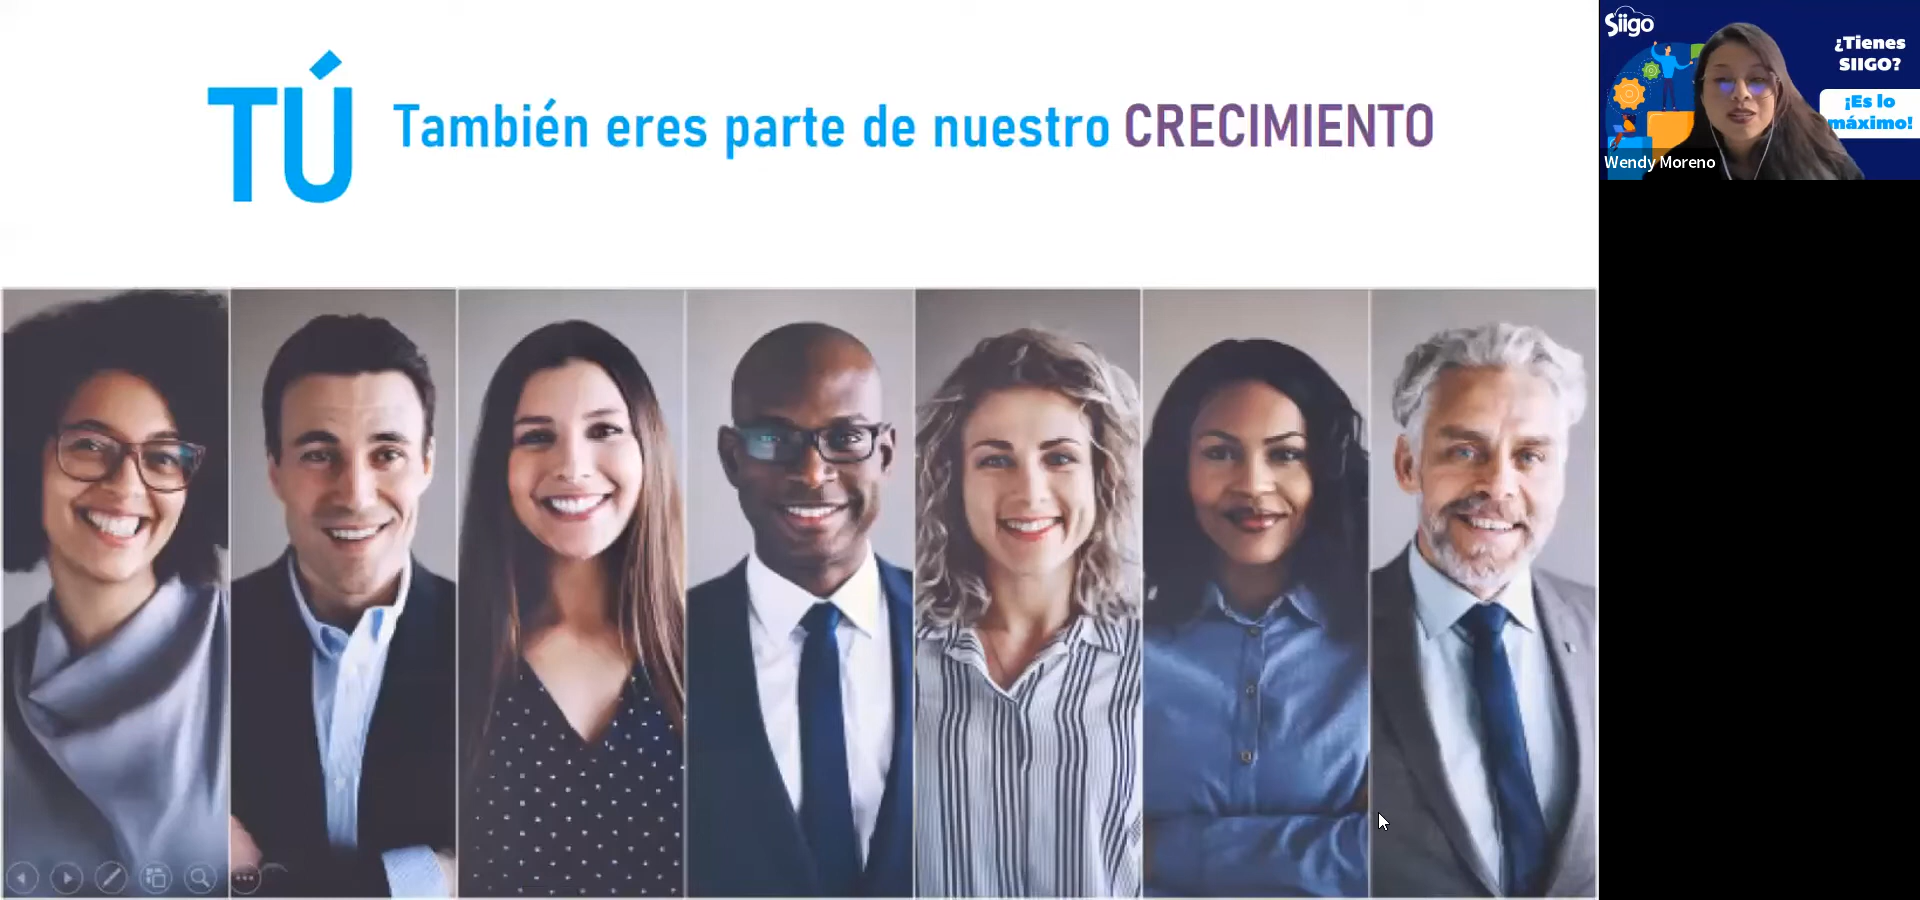 TÚ También eres parte de nuestro CRECIMIENTO
Siigo
¿Tienes
SIIGO?
¡Es lo
máximo!
Wendy Moreno